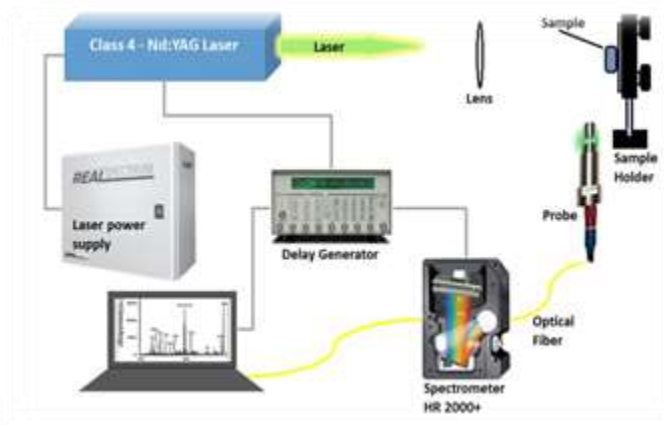 Class 4 - Nd:YAG Laser
Laser
Sample
Lens
Sample
Holder
REAL
Laser power
supply
Probe
Delay Generator
Optical
Fiber
Spectrometer
HR 2000+